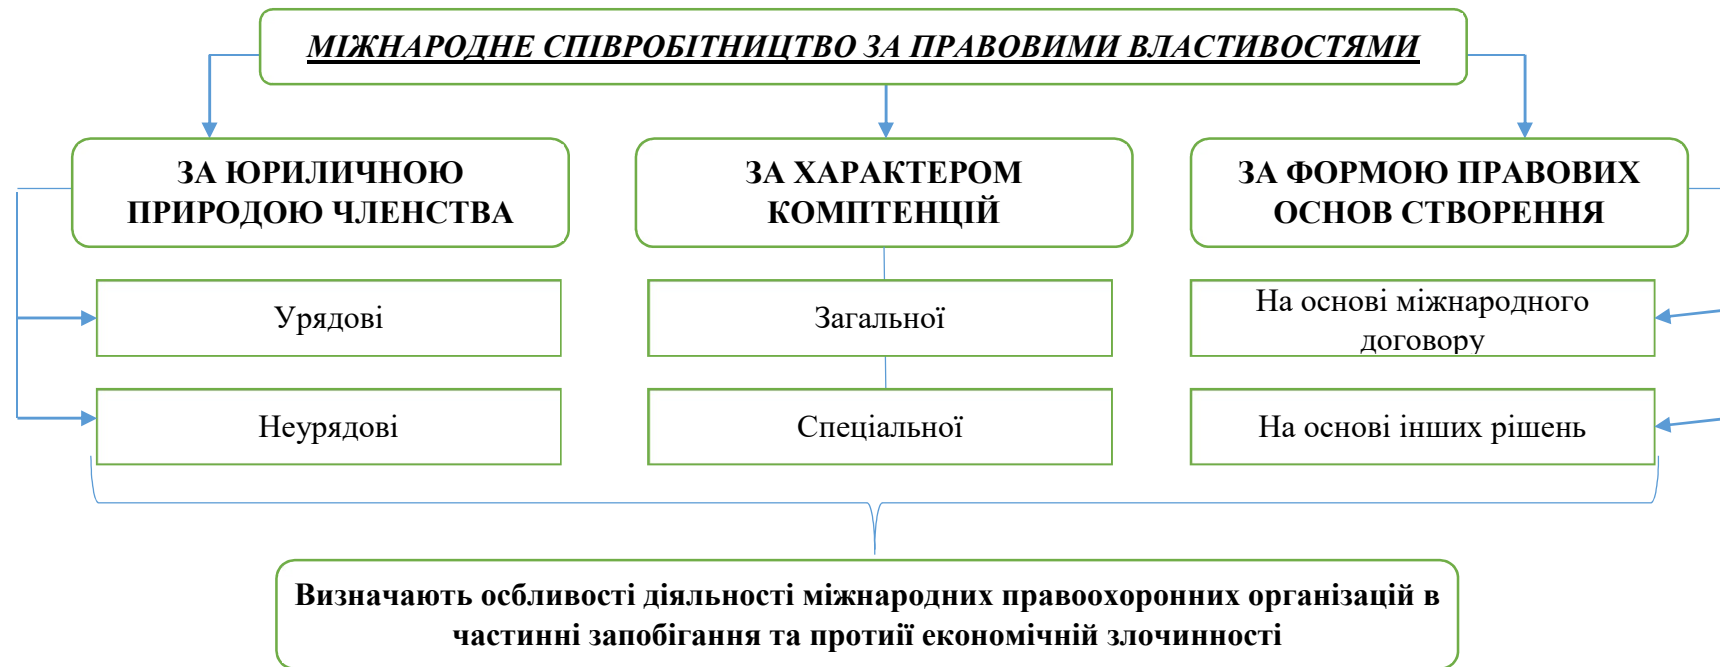 МІЖНАРОДНЕ СПІВРОБІТНИЦТВО ЗА ПРАВОВИМИ ВЛАСТИВОСТЯМИ
ЗА ЮРИЛИЧНОЮ
ПРИРОДОЮ ЧЛЕНСТВА
ЗА ХАРАКТЕРОМ
КОМПТЕНЦІЙ
ЗА ФОРМОЮ ПРАВОВИХ
ОСНОВ СТВОРЕННЯ
Урядові
Загальної
На основі міжнародного
договору
Неурядові
Спеціальної
На основі інших рішень
Визначають осбливості діяльності міжнародних правоохоронних організацій в
частинні запобігання та протиії економічній злочинності